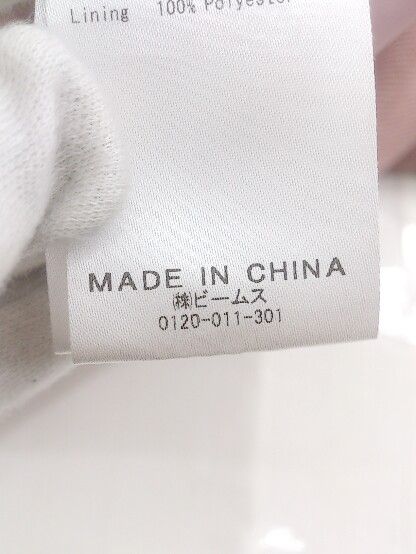 Lining 100% Polyester
MADE IN CHINA
㈱ビームス
0120-011-301